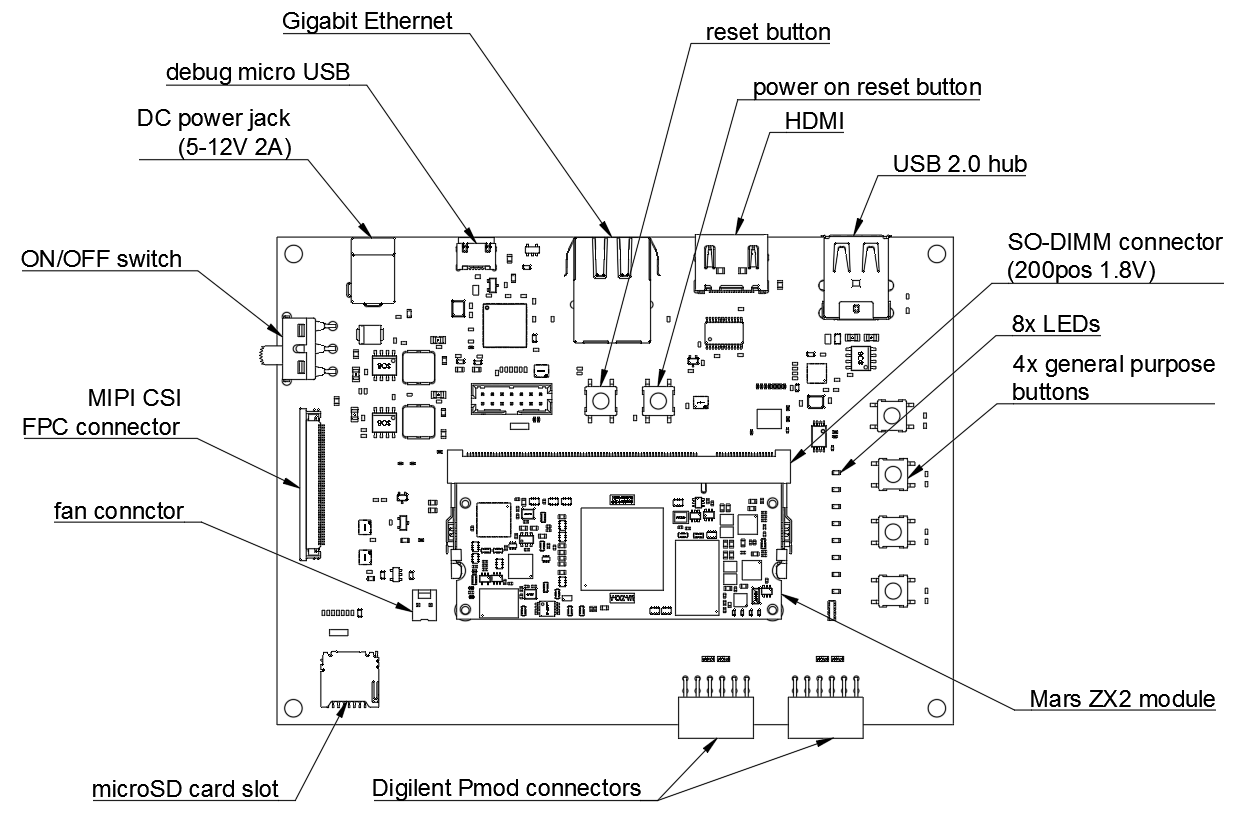 Gigabit Ethernet
reset button
debug micro USB
power on reset button
DC power jack
(5-12V 2A)
HDMI
USB 2.0 hub
ON/OFF switch
SO-DIMM connector
(200pos 1.8V)
8x LEDs
4x general purpose
buttons
MIPI CSI
FPC connector
fan connctor
Mars ZX2 module
microSD card slot
Digilent Pmod connectors